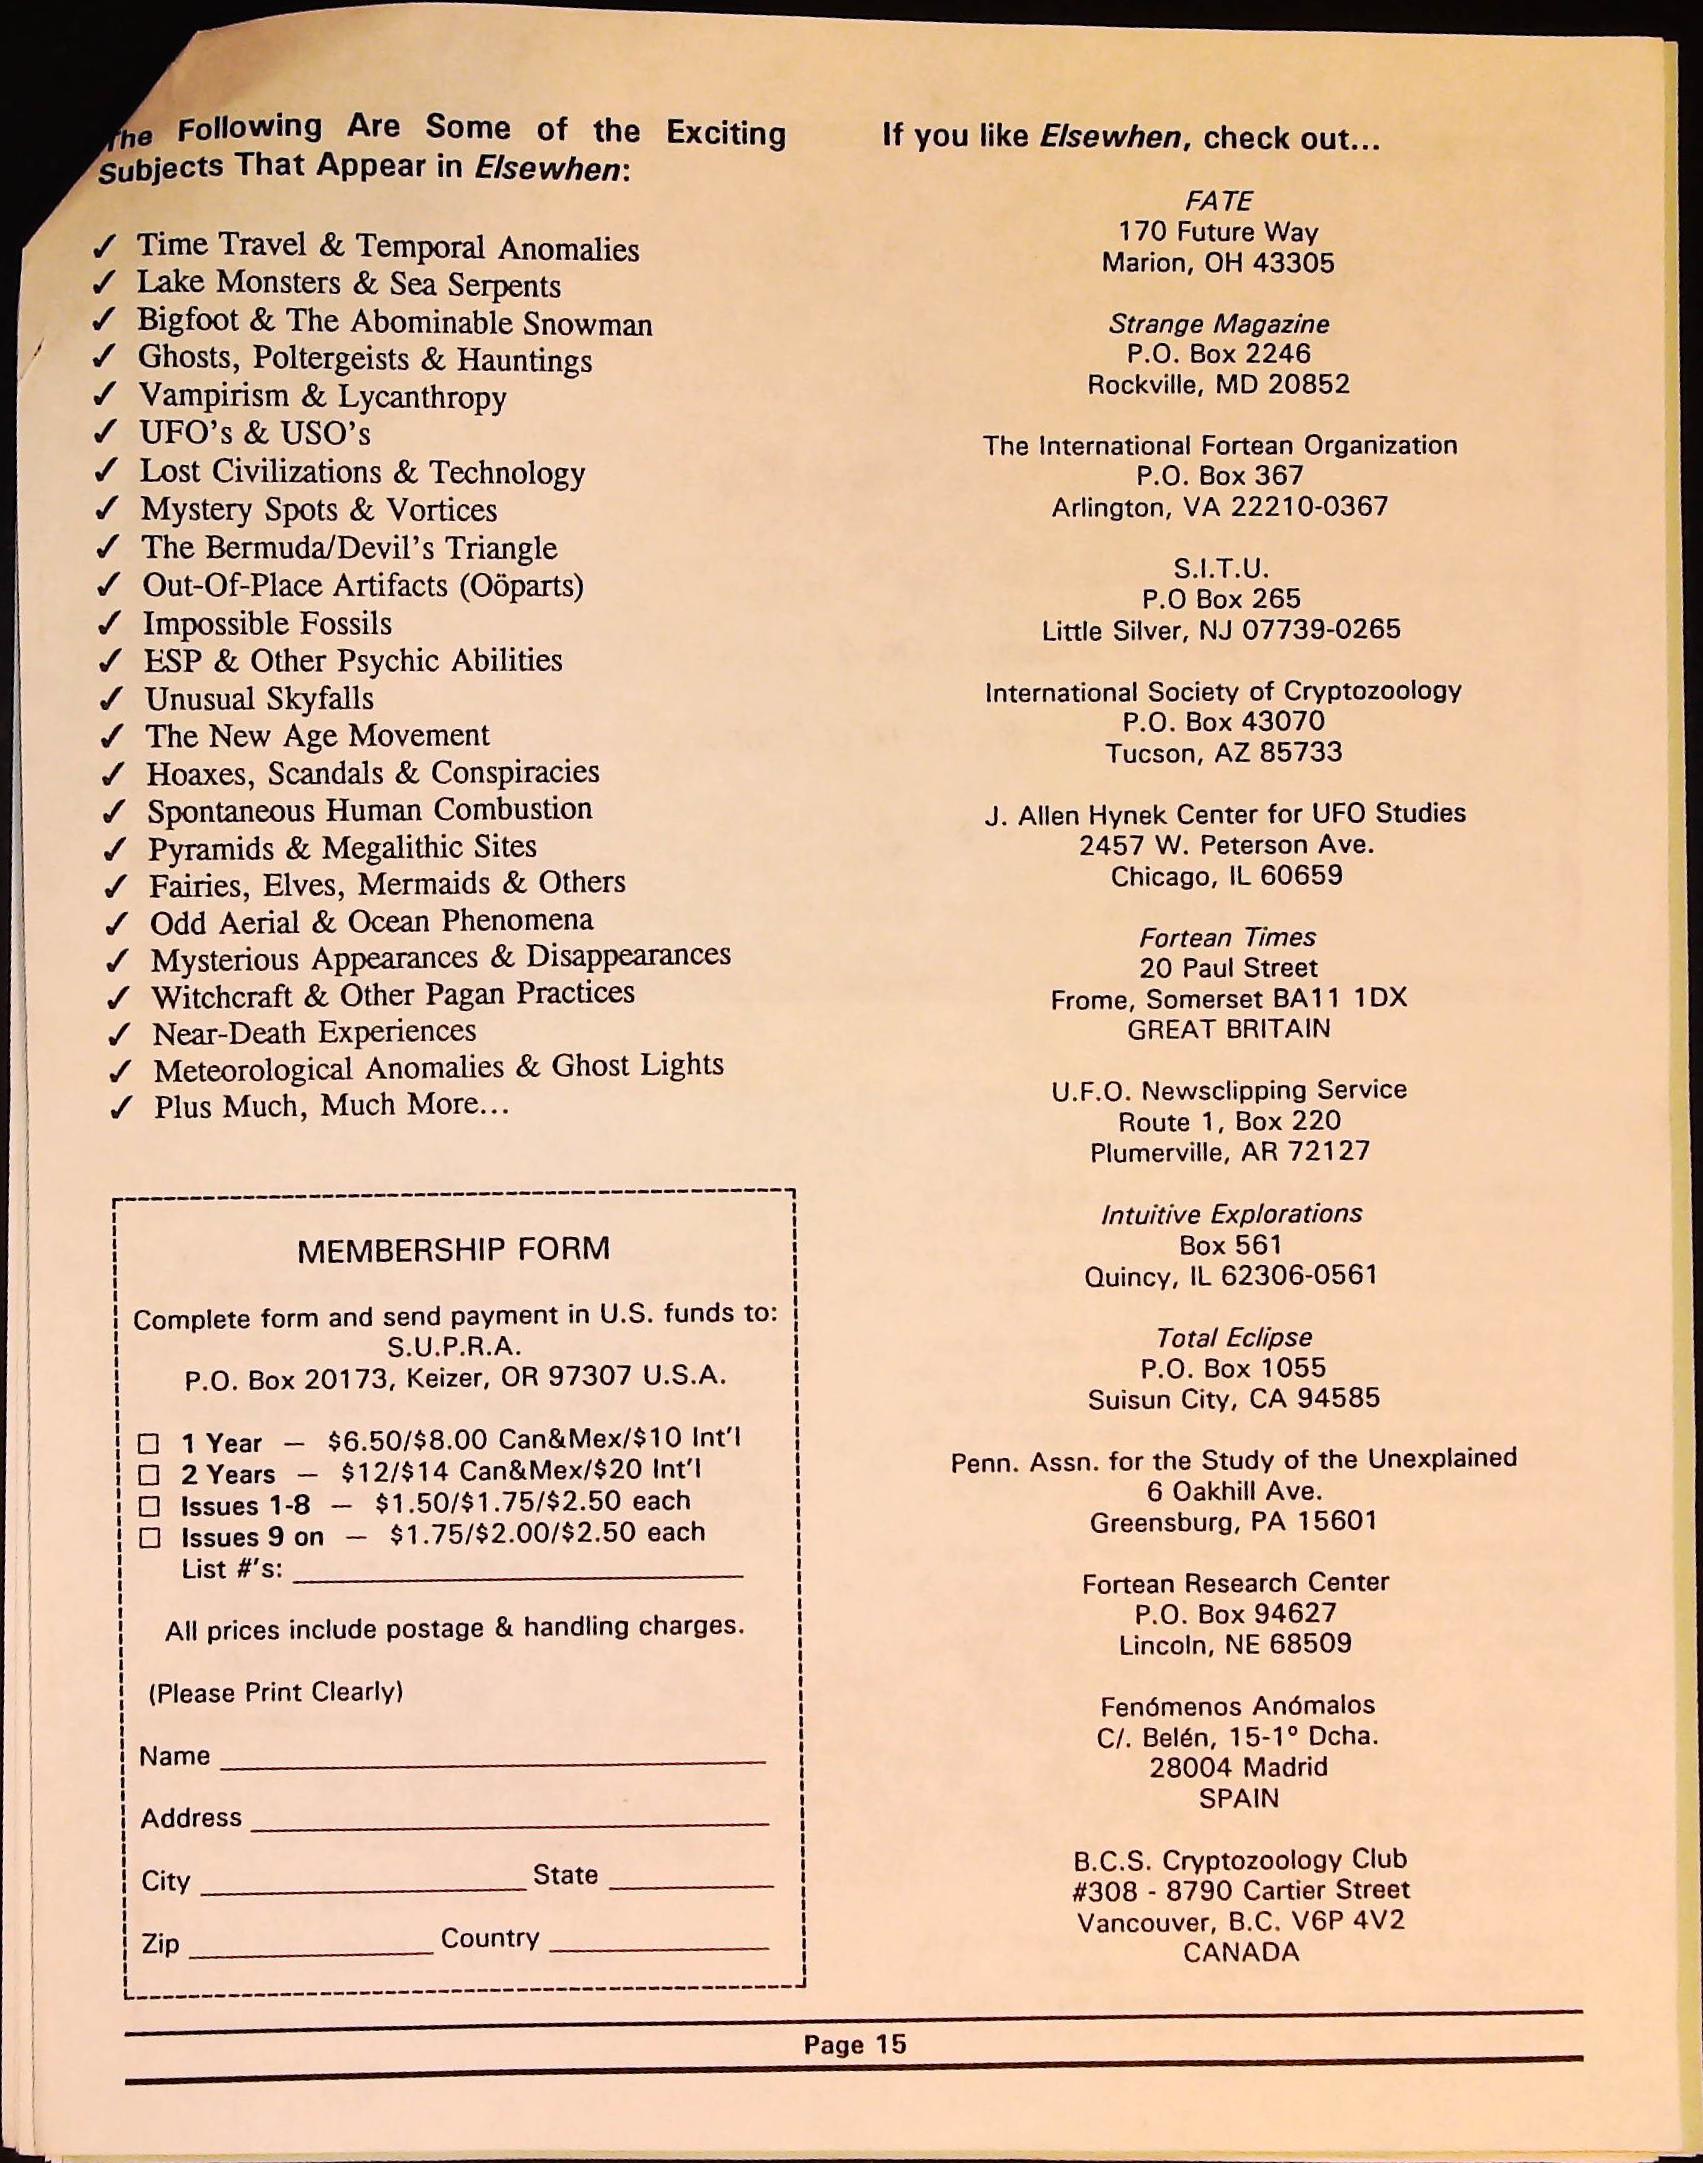 The Following Are Some of the Exciting
Subjects That Appear in Elsewhen:
✓ Time Travel & Temporal Anomalies
✓ Lake Monsters & Sea Serpents
✓ Bigfoot & The Abominable Snowman
✓ Ghosts, Poltergeists & Hauntings
✓ Vampirism & Lycanthropy
✓ UFO's & USO's
✓ Lost Civilizations & Technology
✓ Mystery Spots & Vortices
✓ The Bermuda/Devil's Triangle
✓ Out-Of-Place Artifacts (Oöparts)
✓ Impossible Fossils
✓ ESP & Other Psychic Abilities
✓ Unusual Skyfalls
✓ The New Age Movement
✓ Hoaxes, Scandals & Conspiracies
✓ Spontaneous Human Combustion
✓ Pyramids & Megalithic Sites
✓ Fairies, Elves, Mermaids & Others
✓ Odd Aerial & Ocean Phenomena
✓ Mysterious Appearances & Disappearances
✓ Witchcraft & Other Pagan Practices
✓ Near-Death Experiences
✓ Meteorological Anomalies & Ghost Lights
✓ Plus Much, Much More...
MEMBERSHIP FORM
Complete form and send payment in U.S. funds to:
S.U.P.R.A.
P.O. Box 20173, Keizer, OR 97307 U.S.A.
□ 1 Year – $6.50/$8.00 Can&Mex/$10 Int'l
□ 2 Years – $12/$14 Can&Mex/$20 Int'l
□ Issues 1-8 – $1.50/$1.75/$2.50 each
□ Issues 9 on – $1.75/$2.00/$2.50 each
List #'s:
All prices include postage & handling charges.
(Please Print Clearly)
Name
Address
City State
Zip Country
If you like Elsewhen, check out...
FATE
170 Future Way
Marion, OH 43305
Strange Magazine
P.O. Box 2246
Rockville, MD 20852
The International Fortean Organization
P.O. Box 367
Arlington, VA 22210-0367
S.I.T.U.
P.O Box 265
Little Silver, NJ 07739-0265
International Society of Cryptozoology
P.O. Box 43070
Tucson, AZ 85733
J. Allen Hynek Center for UFO Studies
2457 W. Peterson Ave.
Chicago, IL 60659
Fortean Times
20 Paul Street
Frome, Somerset BA11 1DX
GREAT BRITAIN
U.F.O. Newsclipping Service
Route 1, Box 220
Plumerville, AR 72127
Intuitive Explorations
Box 561
Quincy, IL 62306-0561
Total Eclipse
P.O. Box 1055
Suisun City, CA 94585
Penn. Assn. for the Study of the Unexplained
6 Oakhill Ave.
Greensburg, PA 15601
Fortean Research Center
P.O. Box 94627
Lincoln, NE 68509
Fenómenos Anómalos
C/. Belén, 15-1º Dcha.
28004 Madrid
SPAIN
B.C.S. Cryptozoology Club
#308 - 8790 Cartier Street
Vancouver, B.C. V6P 4V2
CANADA
Page 15